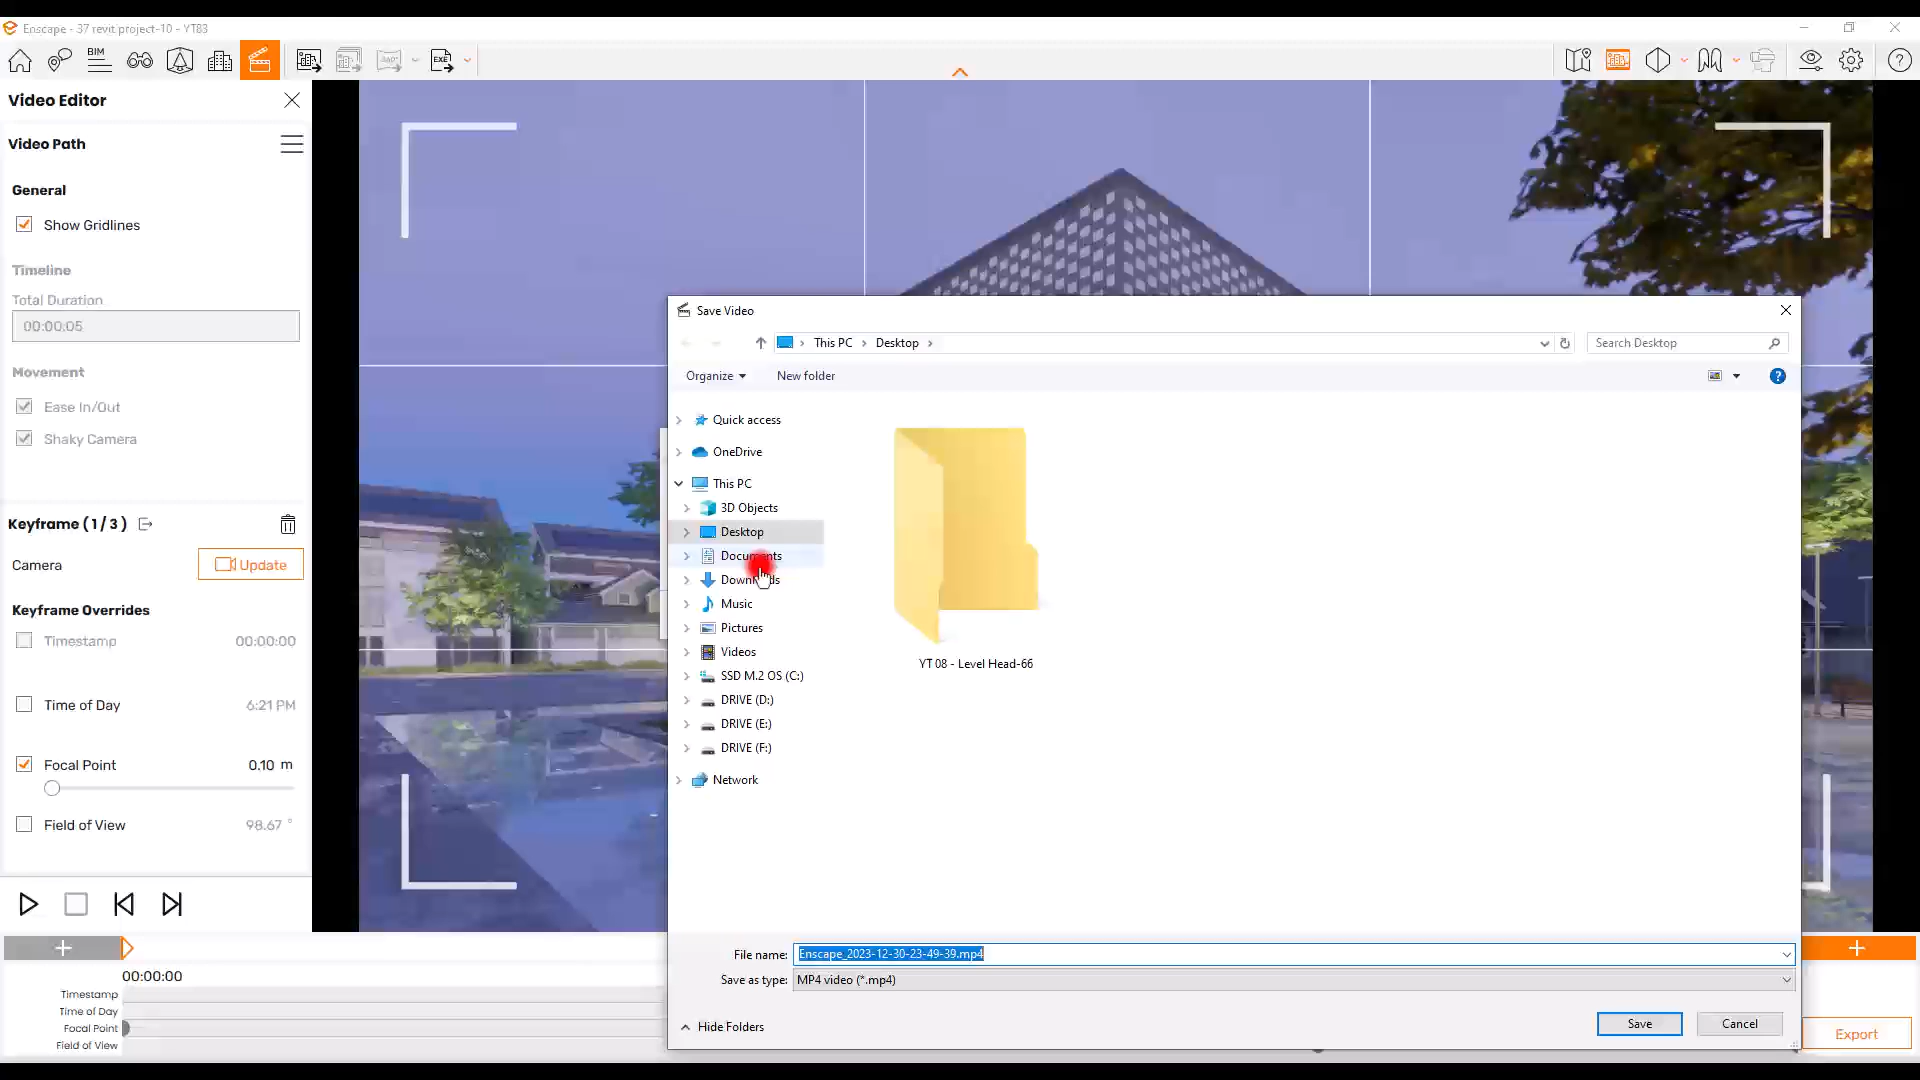 Enscape - 37 revit project-10 - YT83
BIM
360°
EXE
Video Editor
Video Path
General
Show Gridlines
Timeline
Total Duration
00:00:05
Movement
Ease In/Out
Shaky Camera
Keyframe ( 1 / 3 )
Camera
Update
Keyframe Overrides
Timestamp 00:00:00
Time of Day 6:21 PM
Focal Point 0.10 m
Field of View 98.67 °
00:00:00
Timestamp
Time of Day
Focal Point
Field of View
Save Video
This PC > Desktop >
Search Desktop
Organize
New folder
Quick access
OneDrive
This PC
3D Objects
Desktop
Documents
Downloads
Music
Pictures
Videos
SSD M.2 OS (C:)
DRIVE (D:)
DRIVE (E:)
DRIVE (F:)
Network
YT 08 - Level Head-66
File name: Enscape_2023-12-30-23-49-39.mp4
Save as type: MP4 video (*.mp4)
Hide Folders
Save
Cancel
Export